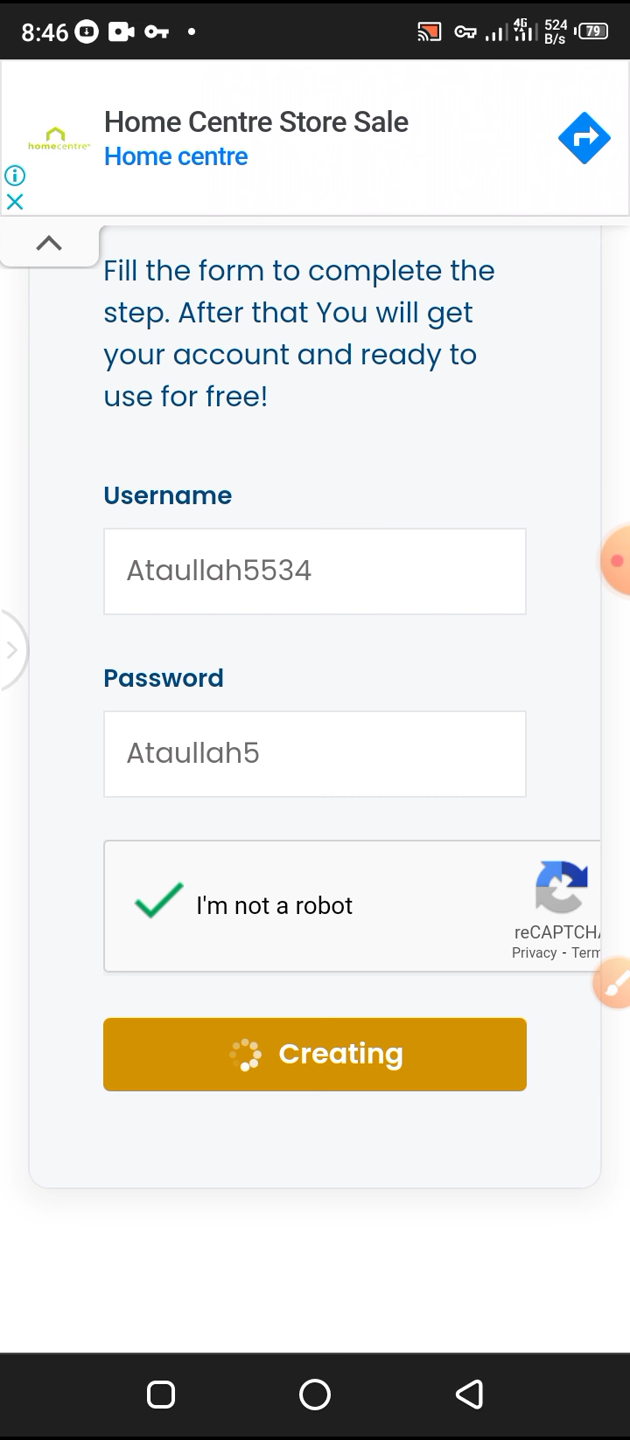 8:46
4G
524
B/s
79
Home Centre Store Sale
homecentre
Home centre
Fill the form to complete the
step. After that You will get
your account and ready to
use for free!
Username
Ataullah5534
Password
Ataullah5
I'm not a robot
reCAPTCHA
Privacy - Term
Creating